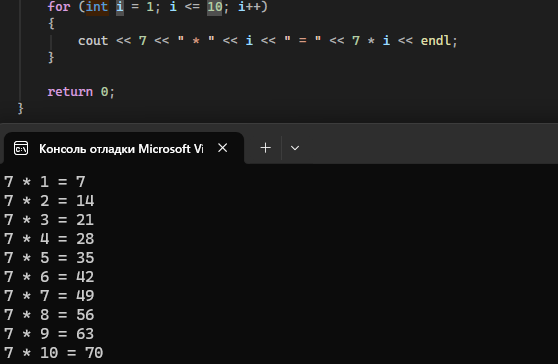 for (int i = 1; i <= 10; i++)
{
cout << 7 << " * " << i << " = " << 7 * i << endl;
}
return 0;
}
Консоль отладки Microsoft Vi
7 * 1 = 7
7 * 2 = 14
7 * 3 = 21
7 * 4 = 28
7 * 5 = 35
7 * 6 = 42
7 * 7 = 49
7 * 8 = 56
7 * 9 = 63
7 * 10 = 70